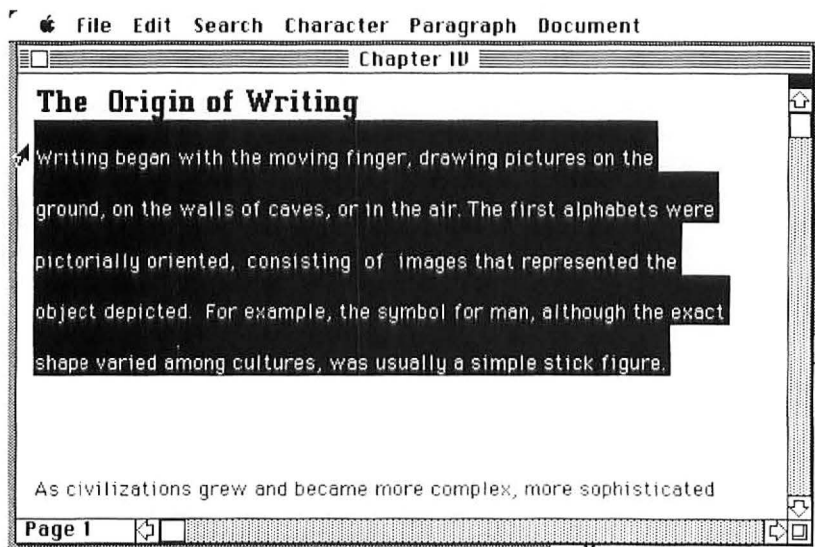 File Edit Search Character Paragraph Document
Chapter IV
The Origin of Writing
Writing began with the moving finger, drawing pictures on the
ground, on the walls of caves, or in the air. The first alphabets were
pictorially oriented, consisting of images that represented the
object depicted. For example, the symbol for man, although the exact
shape varied among cultures, was usually a simple stick figure.
As civilizations grew and became more complex, more sophisticated
Page 1